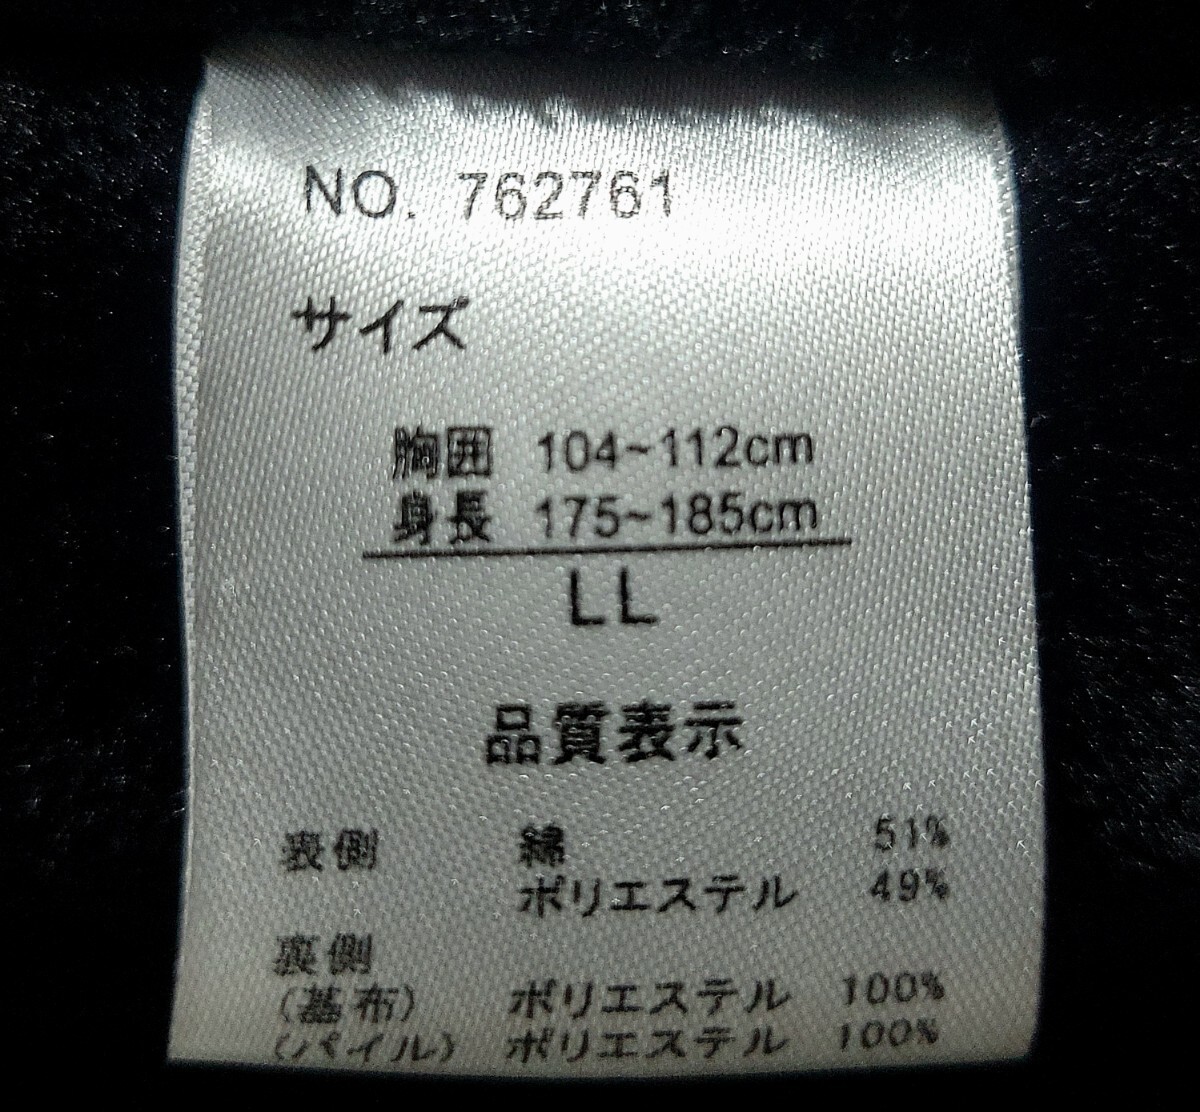 NO. 762761
サイズ
胸囲 104~112cm
身長 175~185cm
LL
品質表示
表側 綿 51%
ポリエステル 49%
裏側
(基布) ポリエステル 100%
(パイル) ポリエステル 100%